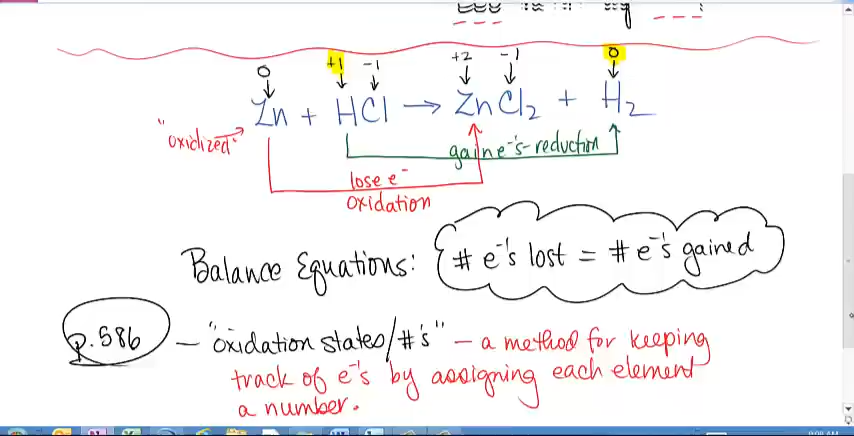 0 +1 -1 +2 -1 0
Zn + HCl → ZnCl2 + H2
"oxidized"
gain e⁻'s - reduction
lose e⁻
oxidation
Balance Equations: # e⁻'s lost = # e⁻'s gained
p.586 — "oxidation states/#'s" — a method for keeping
track of e⁻'s by assigning each element
a number.